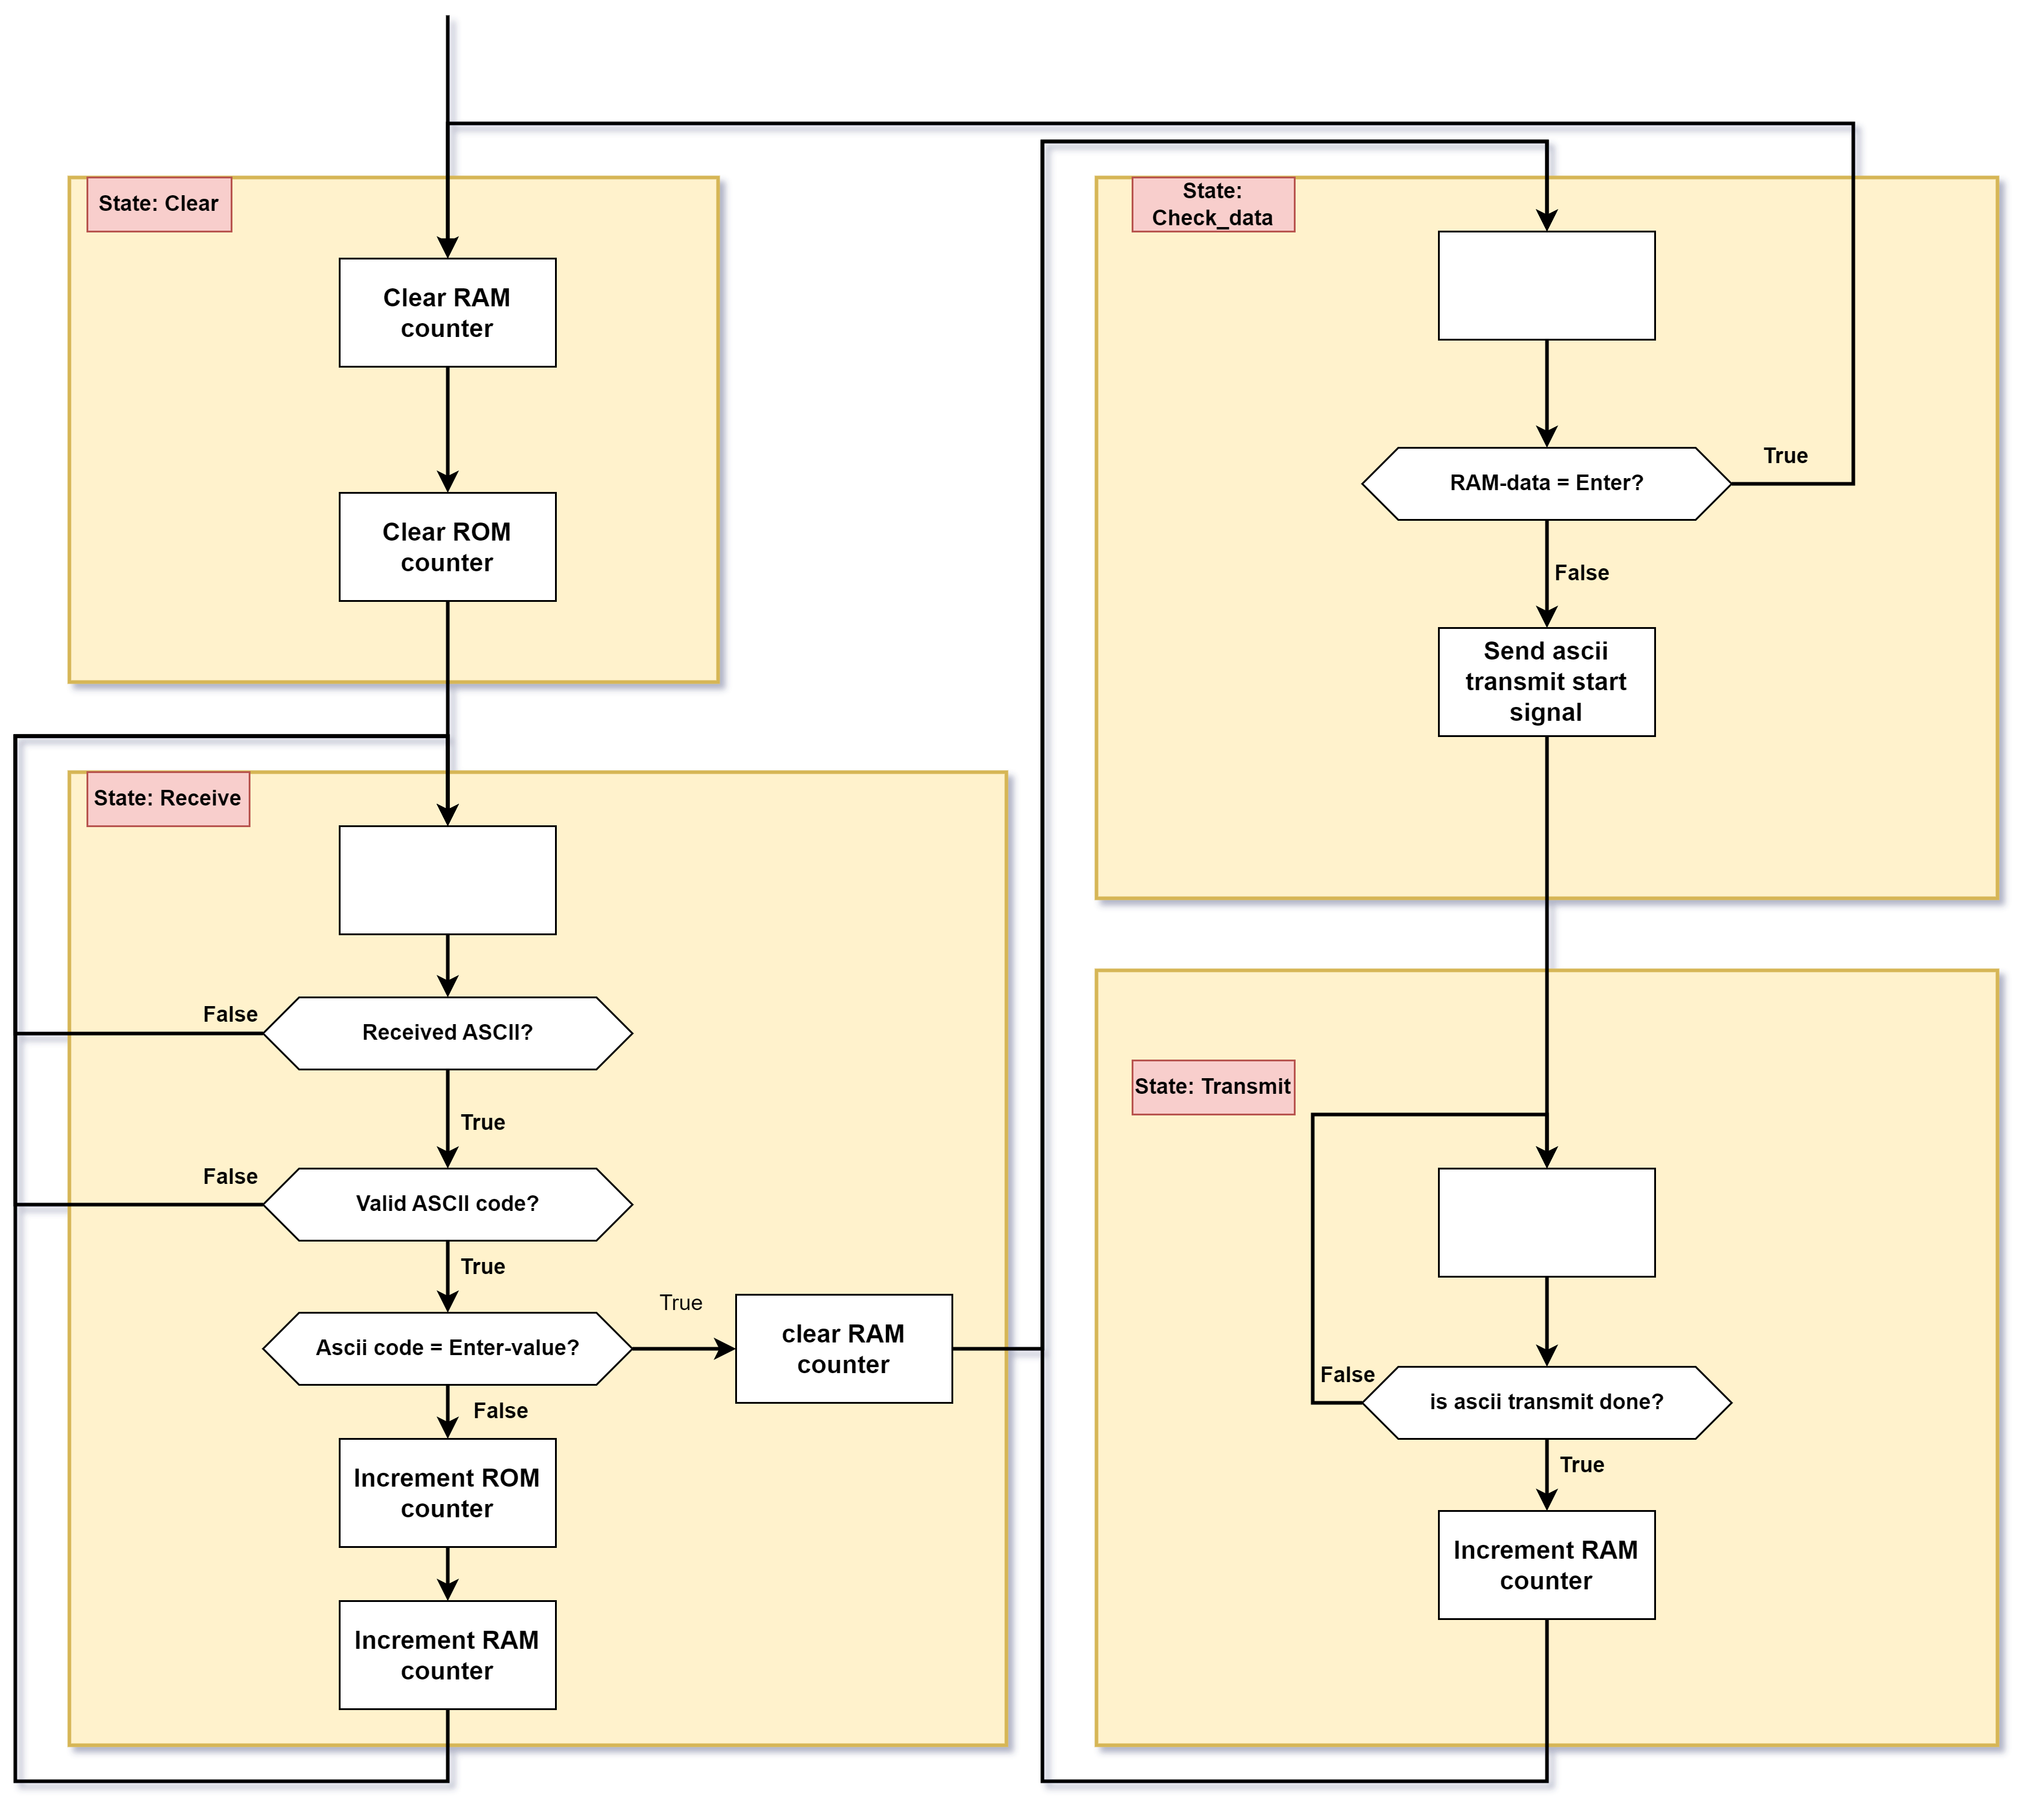 State: Clear
Clear RAM
counter
Clear ROM
counter
State: Receive
Received ASCII?
False
True
Valid ASCII code?
False
True
Ascii code = Enter-value?
True
clear RAM
counter
False
Increment ROM
counter
Increment RAM
counter
State:
Check_data
RAM-data = Enter?
True
False
Send ascii
transmit start
signal
State: Transmit
is ascii transmit done?
False
True
Increment RAM
counter